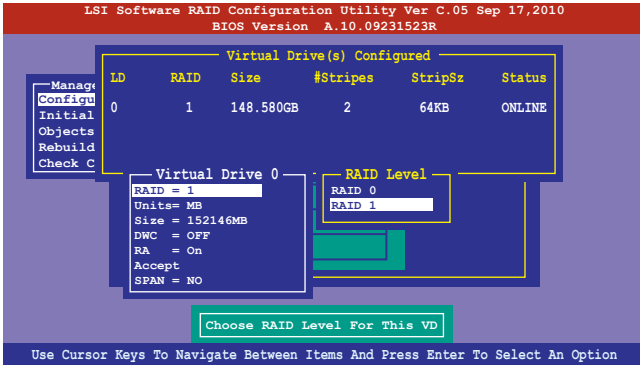 LSI Software RAID Configuration Utility Ver C.05 Sep 17,2010
BIOS Version A.10.09231523R
Virtual Drive(s) Configured
LD RAID Size #Stripes StripSz Status
0 1 148.580GB 2 64KB ONLINE
Manage
Configu
Initial
Objects
Rebuild
Check C
Virtual Drive 0
RAID = 1
Units= MB
Size = 152146MB
DWC = OFF
RA = On
Accept
SPAN = NO
RAID Level
RAID 0
RAID 1
Choose RAID Level For This VD
Use Cursor Keys To Navigate Between Items And Press Enter To Select An Option